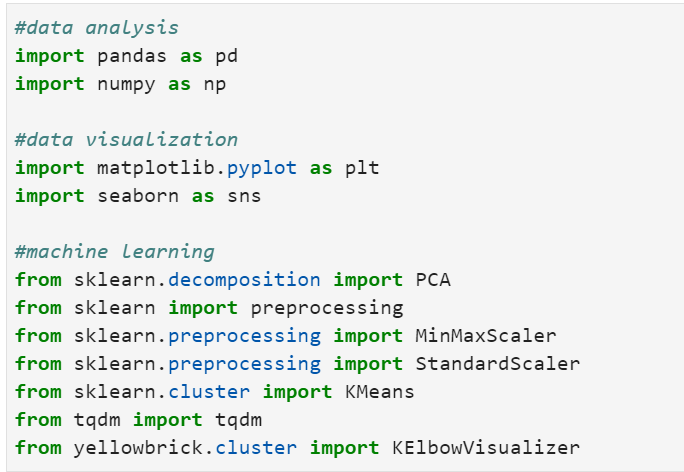 #data analysis
import pandas as pd
import numpy as np
#data visualization
import matplotlib.pyplot as plt
import seaborn as sns
#machine learning
from sklearn.decomposition import PCA
from sklearn import preprocessing
from sklearn.preprocessing import MinMaxScaler
from sklearn.preprocessing import StandardScaler
from sklearn.cluster import KMeans
from tqdm import tqdm
from yellowbrick.cluster import KElbowVisualizer